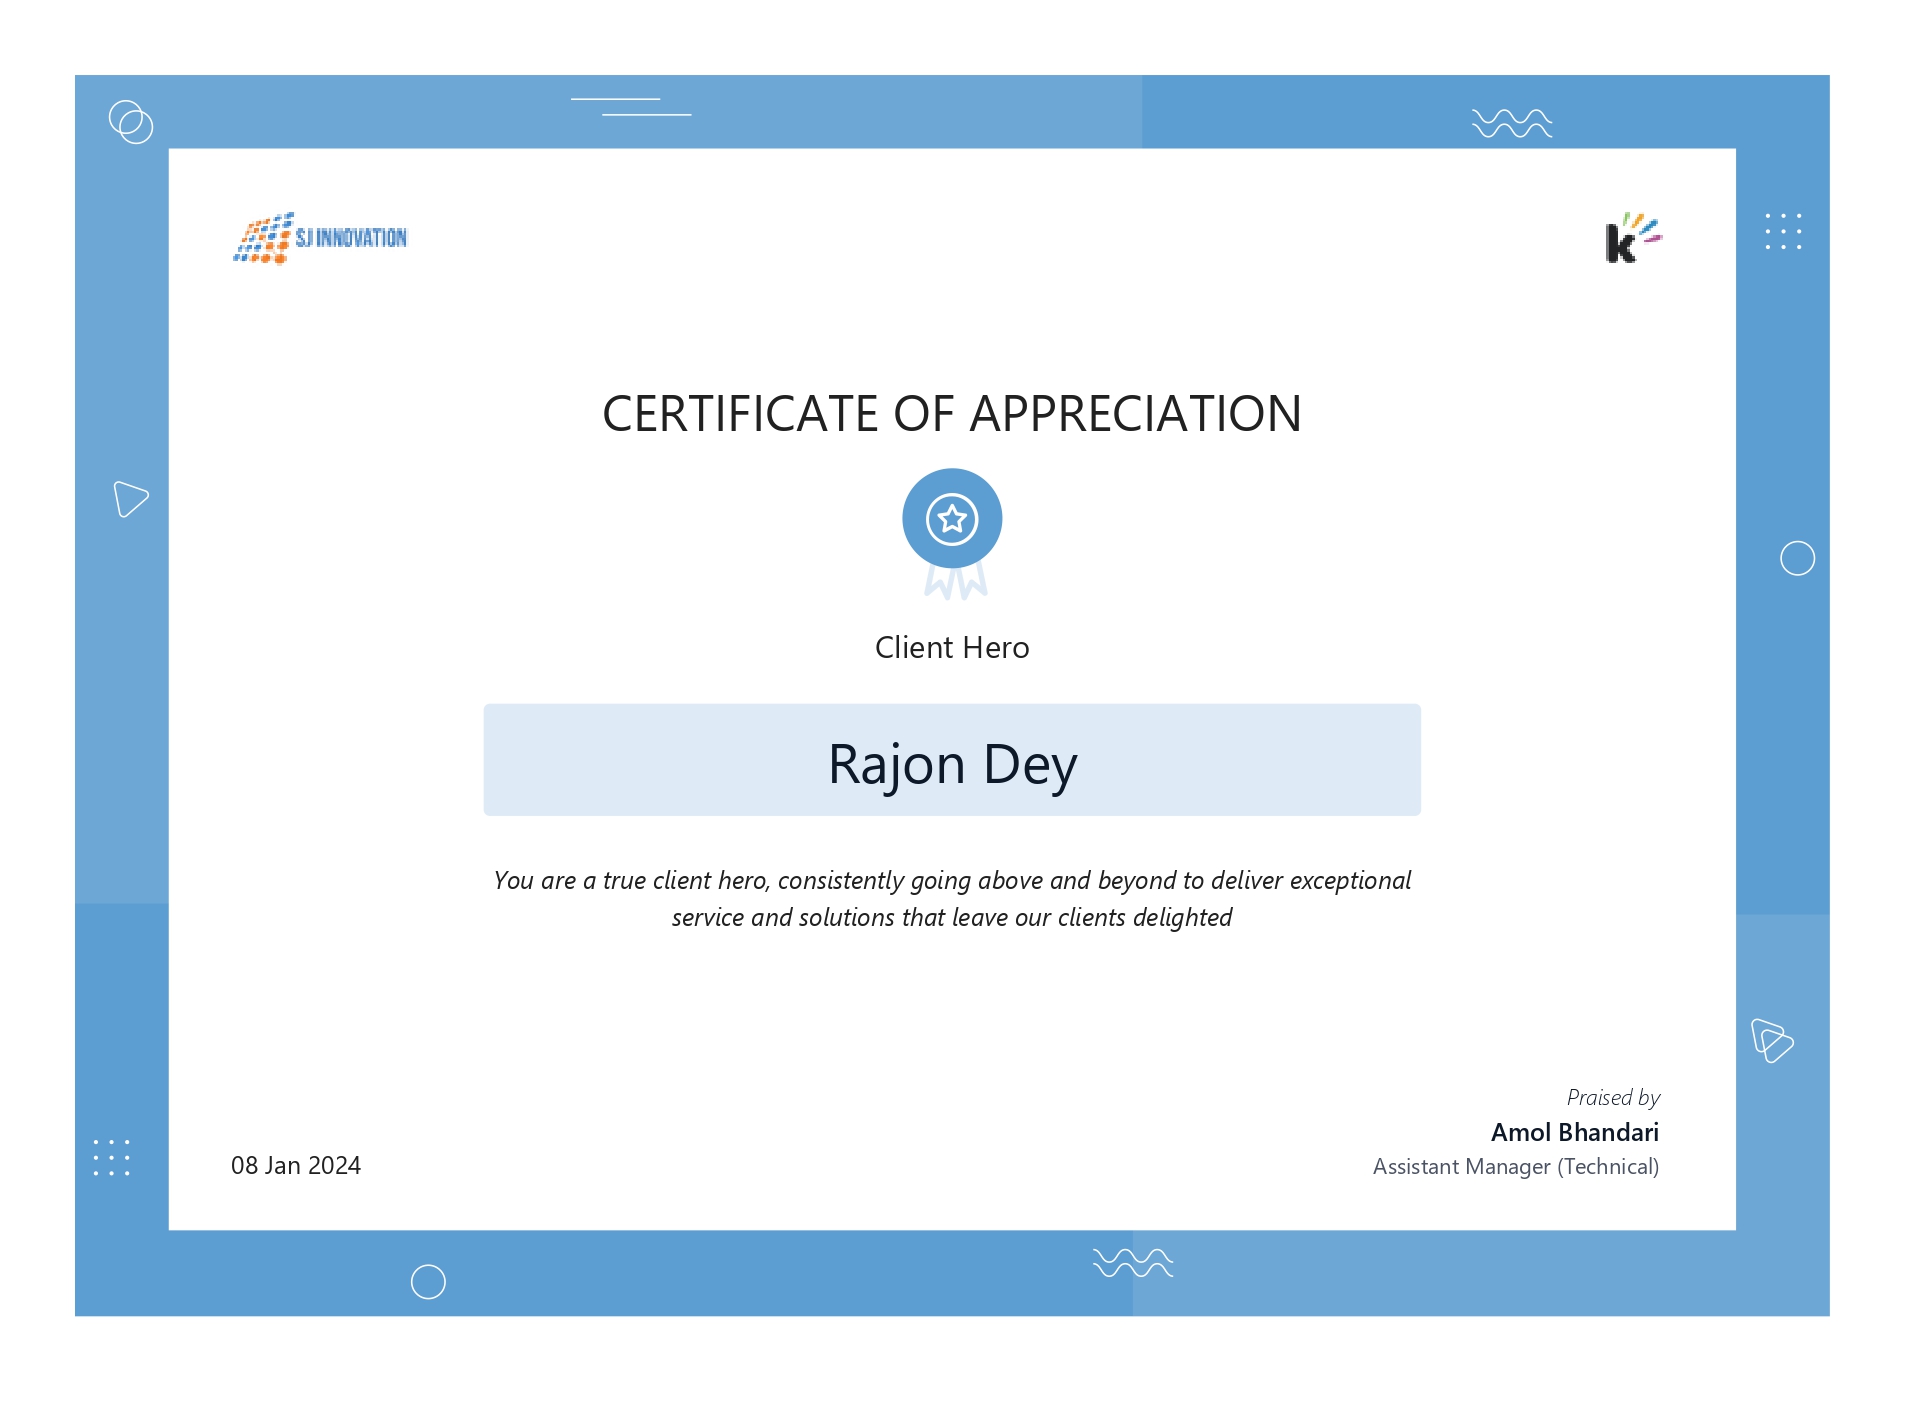 SJ INNOVATION
k
CERTIFICATE OF APPRECIATION
Client Hero
Rajon Dey
You are a true client hero, consistently going above and beyond to deliver exceptional
service and solutions that leave our clients delighted
Praised by
Amol Bhandari
Assistant Manager (Technical)
08 Jan 2024